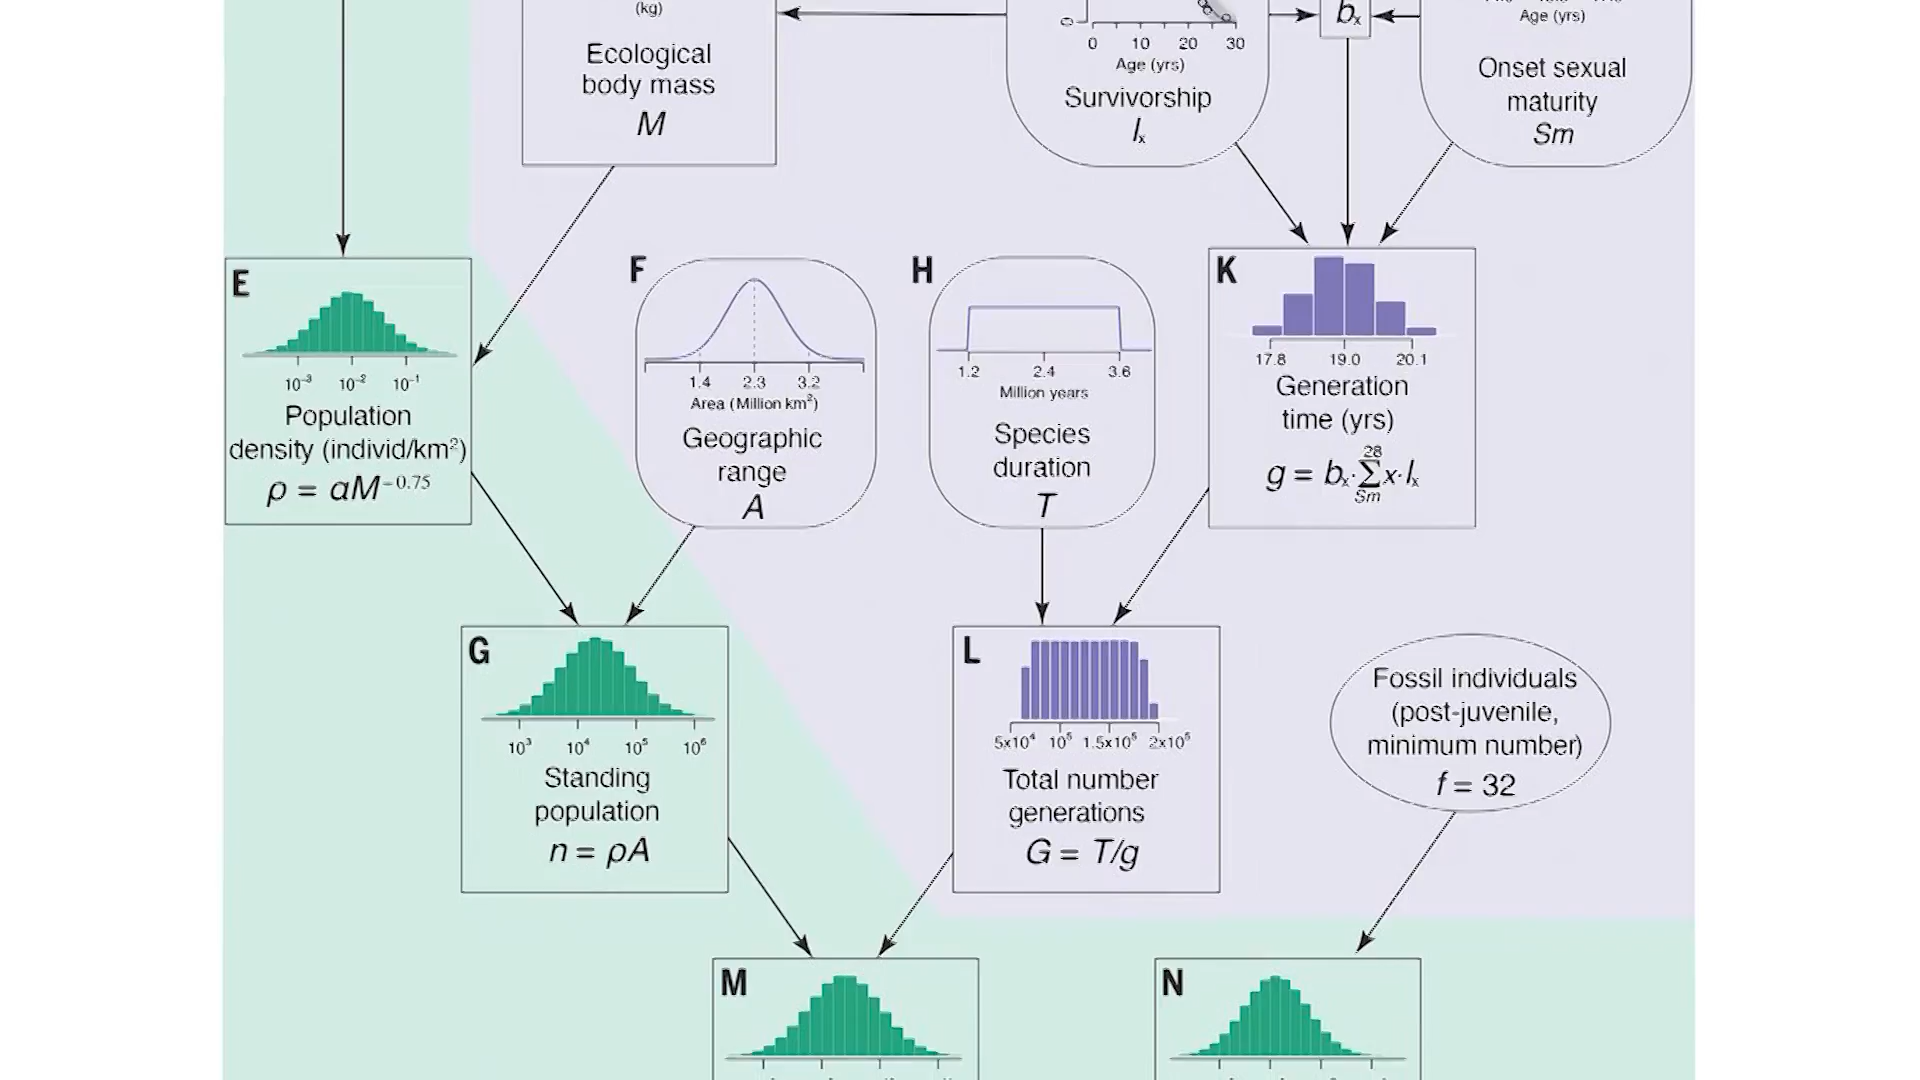 (kg)
Ecological
body mass
M
0 10 20 30
Age (yrs)
Survivorship
lₓ
bₓ
Age (yrs)
Onset sexual
maturity
Sm
E
10⁻³ 10⁻² 10⁻¹
Population
density (individ/km²)
ρ = aM⁻⁰·⁷⁵
F
1.4 2.3 3.2
Area (Million km²)
Geographic
range
A
H
1.2 2.4 3.6
Million years
Species
duration
T
K
17.8 19.0 20.1
Generation
time (yrs)
28
g = bₓ·∑x·lₓ
Sm
G
10³ 10⁴ 10⁵ 10⁶
Standing
population
n = ρA
L
5x10⁴ 10⁵ 1.5x10⁵ 2x10⁵
Total number
generations
G = T/g
Fossil individuals
(post-juvenile,
minimum number)
f = 32
M
N